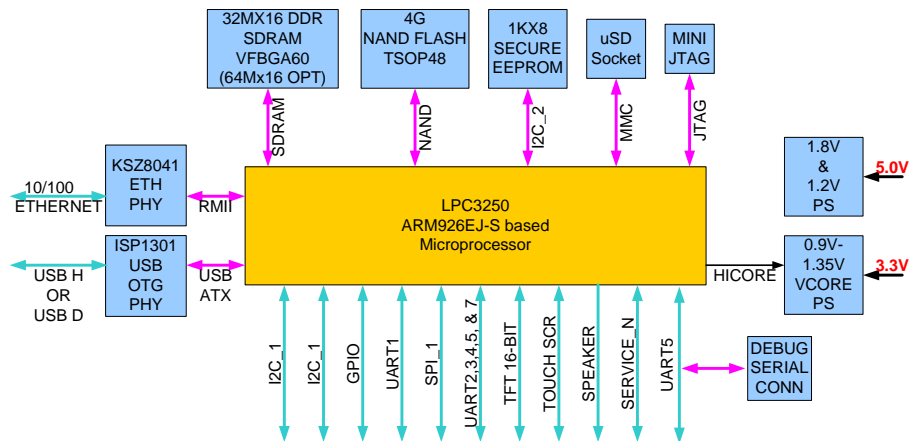 32MX16 DDR
SDRAM
VFBGA60
(64Mx16 OPT)
4G
NAND FLASH
TSOP48
1KX8
SECURE
EEPROM
uSD
Socket
MINI
JTAG
SDRAM
NAND
I2C_2
MMC
JTAG
10/100
ETHERNET
KSZ8041
ETH
PHY
RMII
LPC3250
ARM926EJ-S based
Microprocessor
1.8V
&
1.2V
PS
5.0V
USB H
OR
USB D
ISP1301
USB
OTG
PHY
USB
ATX
HICORE
0.9V-
1.35V
VCORE
PS
3.3V
I2C_1
I2C_1
GPIO
UART1
SPI_1
UART2,3,4,5, & 7
TFT 16-BIT
TOUCH SCR
SPEAKER
SERVICE_N
UART5
DEBUG
SERIAL
CONN